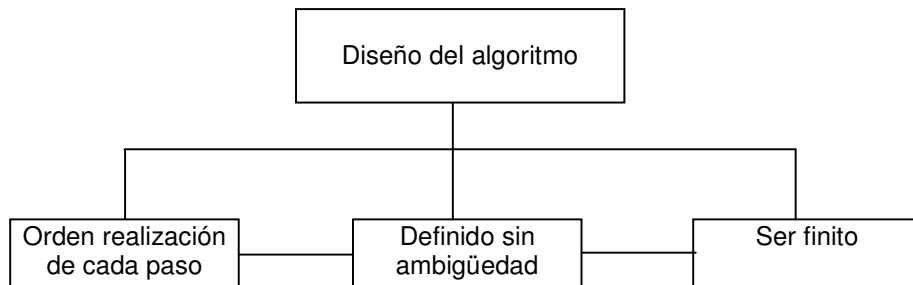 Diseño del algoritmo
Orden realización
de cada paso
Definido sin
ambigüedad
Ser finito